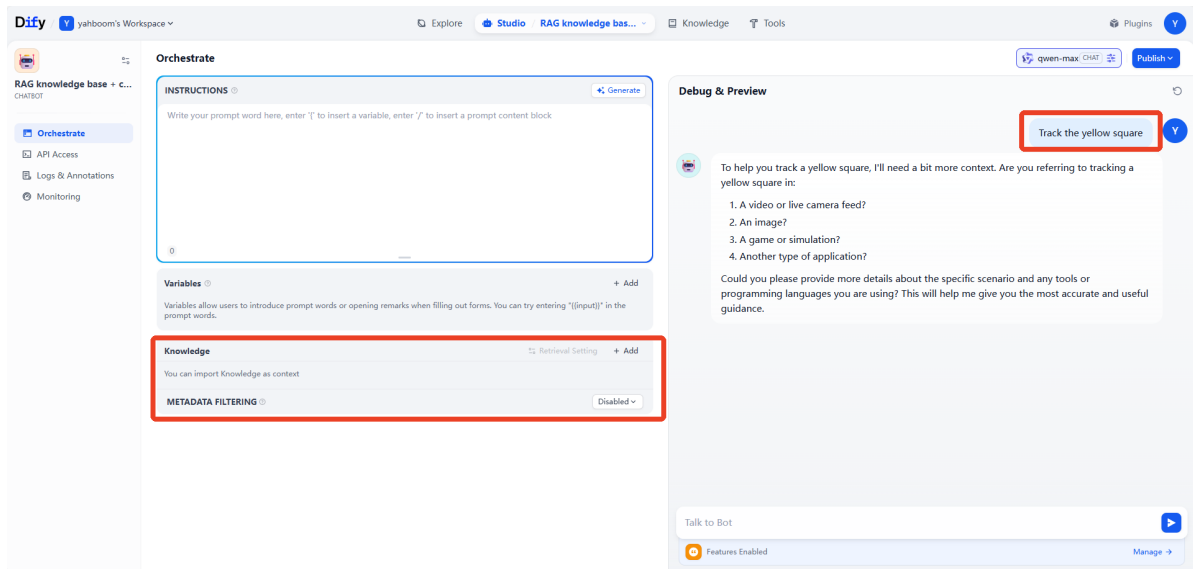 Dify / Y yahboom's Workspace
Explore
Studio / RAG knowledge bas...
Knowledge
Tools
Plugins
Y
RAG knowledge base + c...
CHATBOT
Orchestrate
API Access
Logs & Annotations
Monitoring
Orchestrate
qwen-max CHAT
Publish
INSTRUCTIONS
Generate
Write your prompt word here, enter '{' to insert a variable, enter '/' to insert a prompt content block
0
Variables
+ Add
Variables allow users to introduce prompt words or opening remarks when filling out forms. You can try entering "{{input}}" in the
prompt words.
Knowledge
Retrieval Setting
+ Add
You can import Knowledge as context
METADATA FILTERING
Disabled
Debug & Preview
Track the yellow square
Y
To help you track a yellow square, I'll need a bit more context. Are you referring to tracking a
yellow square in:
1. A video or live camera feed?
2. An image?
3. A game or simulation?
4. Another type of application?
Could you please provide more details about the specific scenario and any tools or
programming languages you are using? This will help me give you the most accurate and useful
guidance.
Talk to Bot
Features Enabled
Manage →